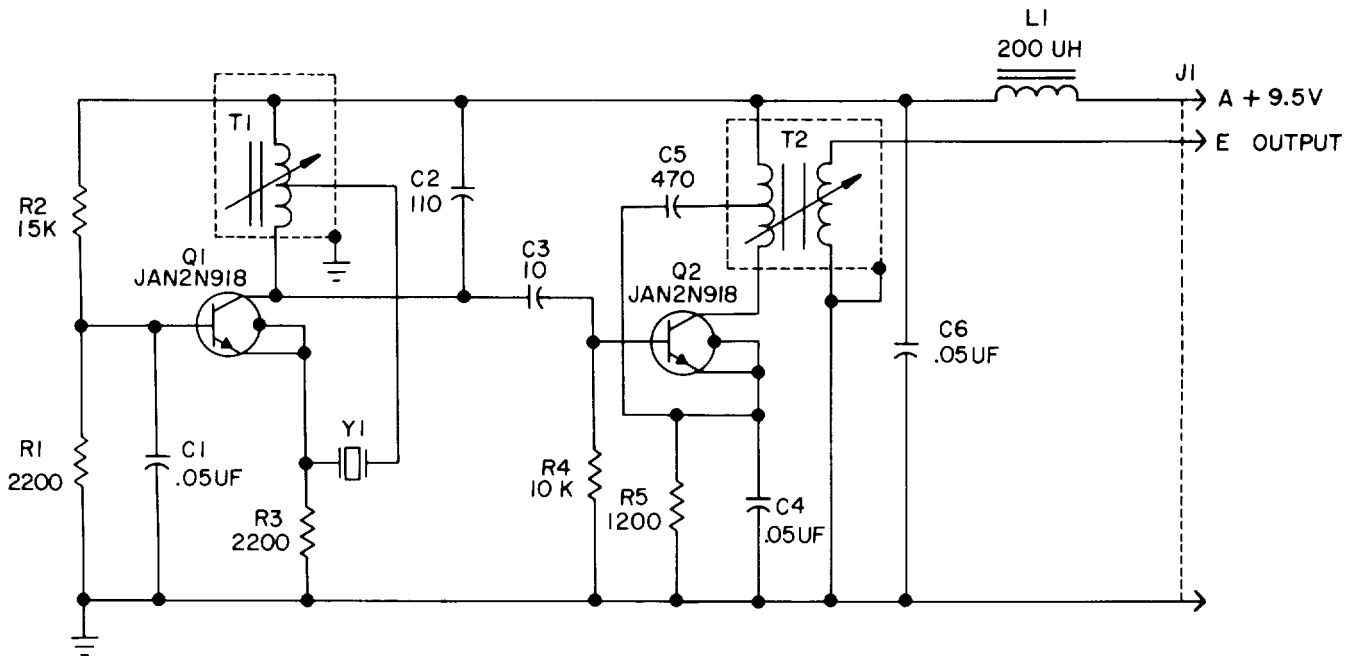 L1
200 UH
J1
A + 9.5V
E OUTPUT
T1
T2
C5
470
C2
110
R2
15K
C3
10
Q1
JAN2N918
Q2
JAN2N918
C6
.05UF
Y1
R1
2200
C1
.05UF
R4
10 K
R5
1200
C4
.05UF
R3
2200